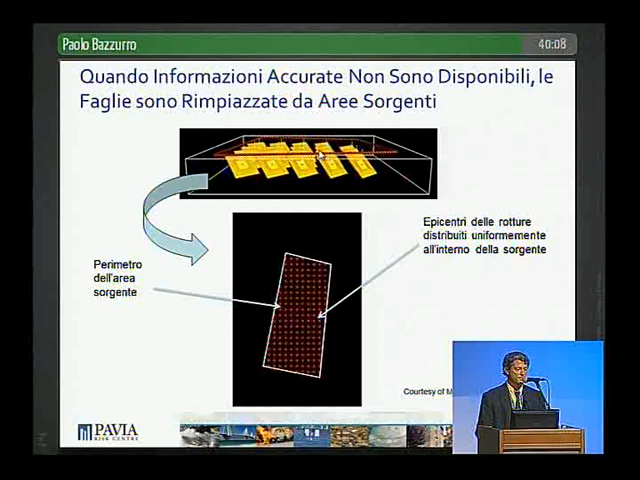 Paolo Bazzurro
40:08
Quando Informazioni Accurate Non Sono Disponibili, le
Faglie sono Rimpiazzate da Aree Sorgenti
Epicentri delle rotture
distribuiti uniformemente
all'interno della sorgente
Perimetro
dell'area
sorgente
Courtesy of
PAVIA
RISK CENTRE